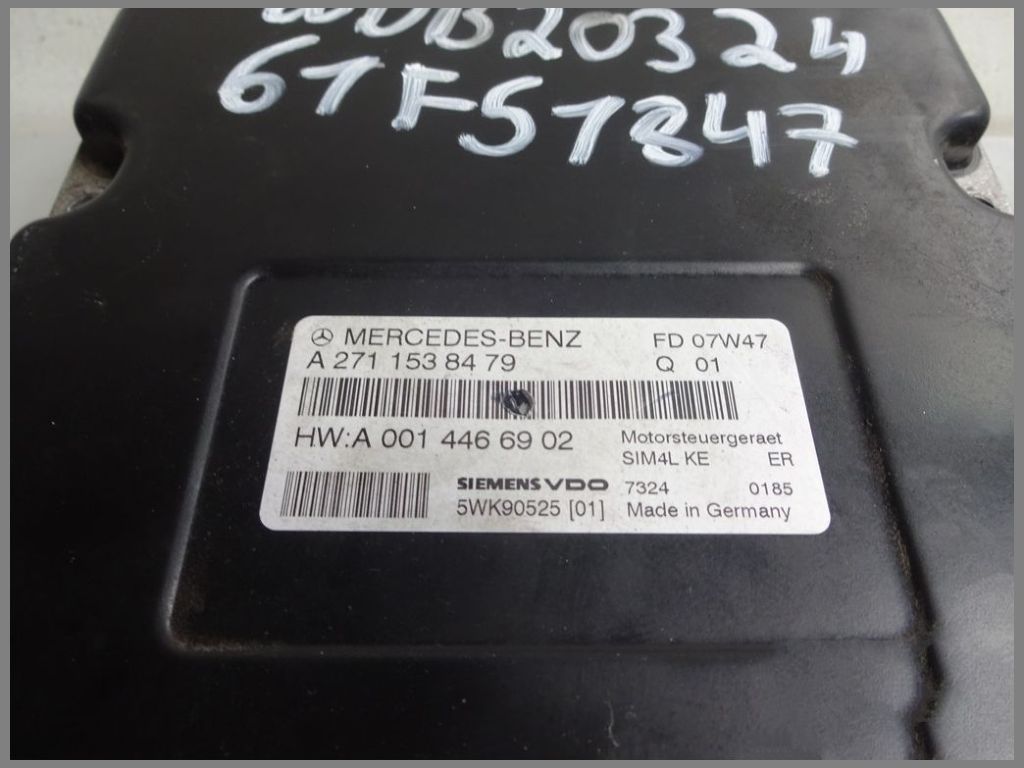 WDB20324
61F51847
MERCEDES-BENZ FD 07W47
A 271 153 84 79 Q 01
HW:A 001 446 69 02 Motorsteuergeraet
SIM4L KE ER
SIEMENS VDO 7324 0185
5WK90525 [01] Made in Germany